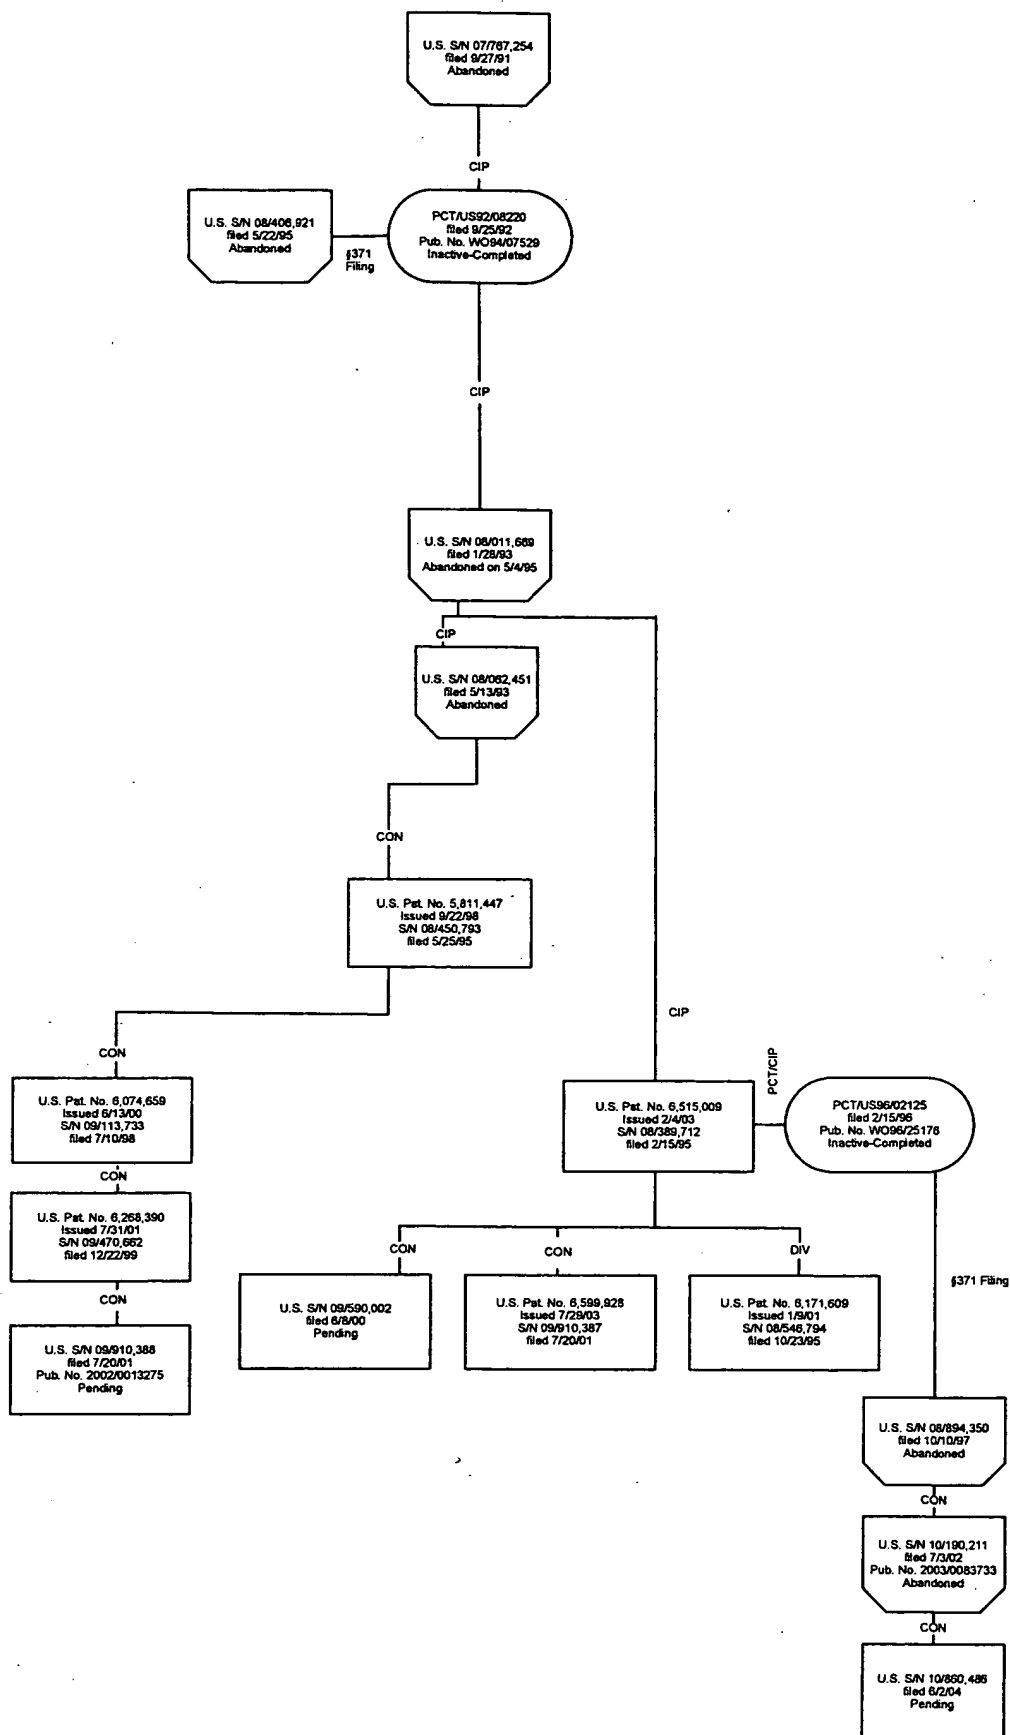 U.S. S/N 07/767,254
filed 9/27/91
Abandoned
CIP
U.S. S/N 08/406,921
filed 5/22/95
Abandoned
§371
Filing
PCT/US92/08220
filed 9/25/92
Pub. No. WO94/07529
Inactive-Completed
CIP
U.S. S/N 08/011,669
filed 1/28/93
Abandoned on 5/4/95
CIP
U.S. S/N 08/062,451
filed 5/13/93
Abandoned
CON
U.S. Pat. No. 5,811,447
Issued 9/22/98
S/N 08/450,793
filed 5/25/95
CIP
CON
U.S. Pat. No. 6,074,659
Issued 6/13/00
S/N 09/113,733
filed 7/10/98
U.S. Pat. No. 6,515,009
Issued 2/4/03
S/N 08/389,712
filed 2/15/95
PCT/CIP
PCT/US96/02125
filed 2/15/96
Pub. No. WO96/25176
Inactive-Completed
CON
U.S. Pat. No. 6,268,390
Issued 7/31/01
S/N 09/470,662
filed 12/22/99
CON
CON
DIV
§371 Filing
U.S. S/N 09/590,002
filed 6/8/00
Pending
U.S. Pat. No. 6,599,928
Issued 7/29/03
S/N 09/910,387
filed 7/20/01
U.S. Pat. No. 6,171,609
Issued 1/9/01
S/N 08/546,794
filed 10/23/95
CON
U.S. S/N 09/910,388
filed 7/20/01
Pub. No. 2002/0013275
Pending
U.S. S/N 08/894,350
filed 10/10/97
Abandoned
CON
U.S. S/N 10/190,211
filed 7/3/02
Pub. No. 2003/0083733
Abandoned
CON
U.S. S/N 10/860,486
filed 6/2/04
Pending